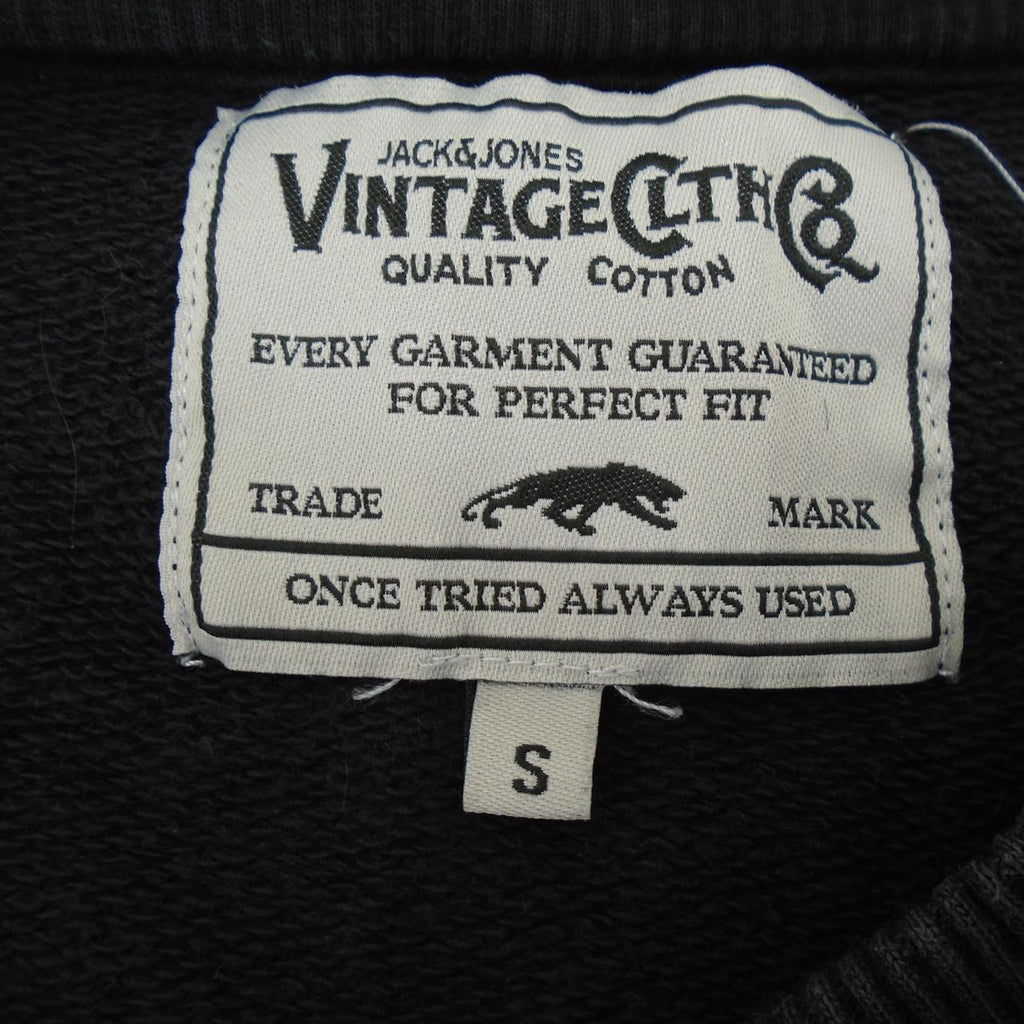 JACK&JONES
VINTAGE CLTH CO
QUALITY COTTON
EVERY GARMENT GUARANTEED
FOR PERFECT FIT
TRADE MARK
ONCE TRIED ALWAYS USED
S